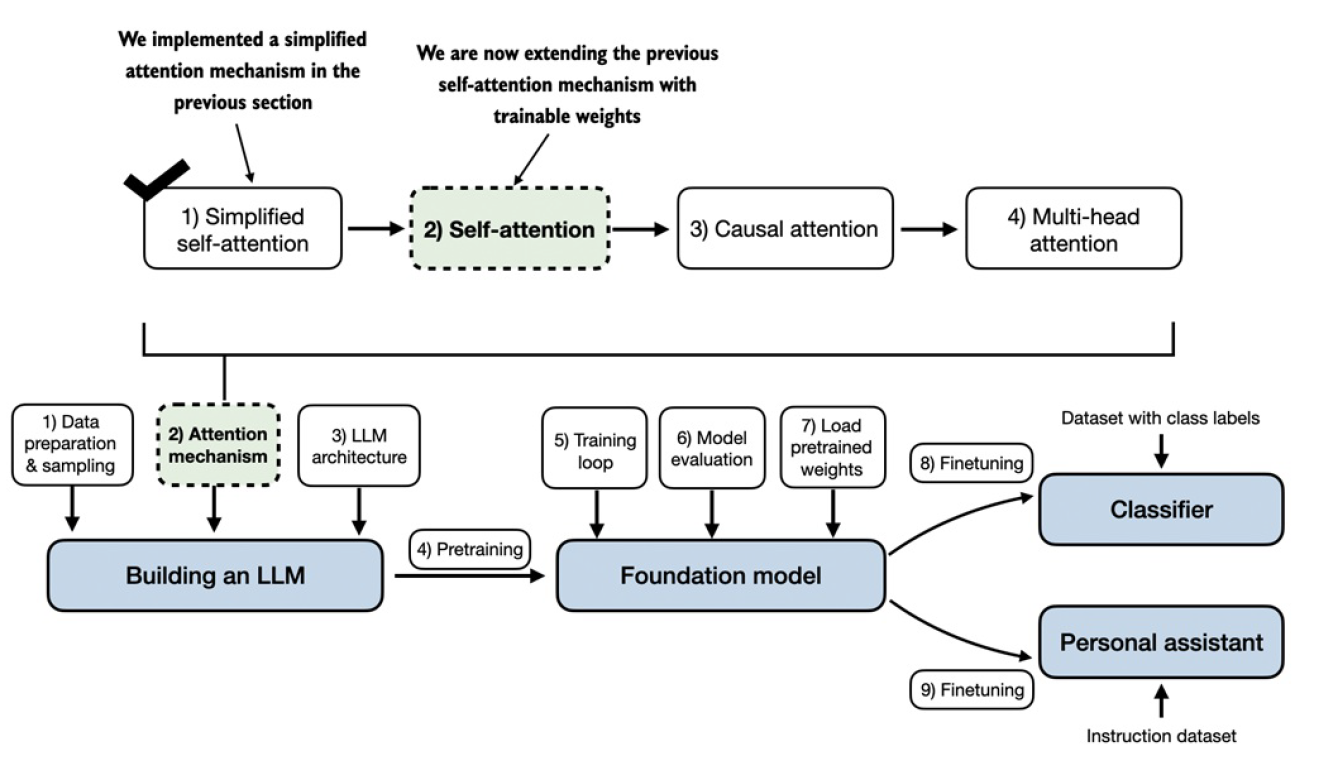 We implemented a simplified
attention mechanism in the
previous section
We are now extending the previous
self-attention mechanism with
trainable weights
1) Simplified
self-attention
2) Self-attention
3) Causal attention
4) Multi-head
attention
1) Data
preparation
& sampling
2) Attention
mechanism
3) LLM
architecture
5) Training
loop
6) Model
evaluation
7) Load
pretrained
weights
8) Finetuning
Dataset with class labels
Classifier
Building an LLM
4) Pretraining
Foundation model
Personal assistant
9) Finetuning
Instruction dataset